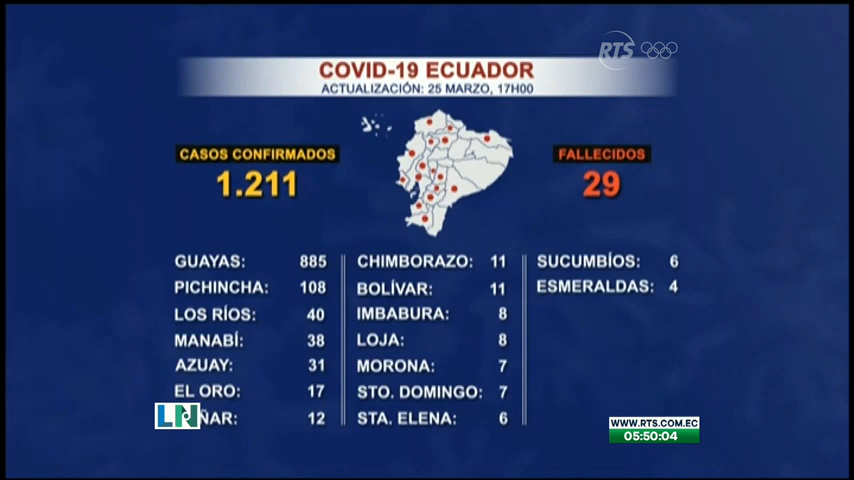 RTS
COVID-19 ECUADOR
ACTUALIZACIÓN: 25 MARZO, 17H00
CASOS CONFIRMADOS
1.211
FALLECIDOS
29
GUAYAS: 885
PICHINCHA: 108
LOS RÍOS: 40
MANABÍ: 38
AZUAY: 31
EL ORO: 17
ÑAR: 12
CHIMBORAZO: 11
BOLÍVAR: 11
IMBABURA: 8
LOJA: 8
MORONA: 7
STO. DOMINGO: 7
STA. ELENA: 6
SUCUMBÍOS: 6
ESMERALDAS: 4
LN
WWW.RTS.COM.EC
05:50:04